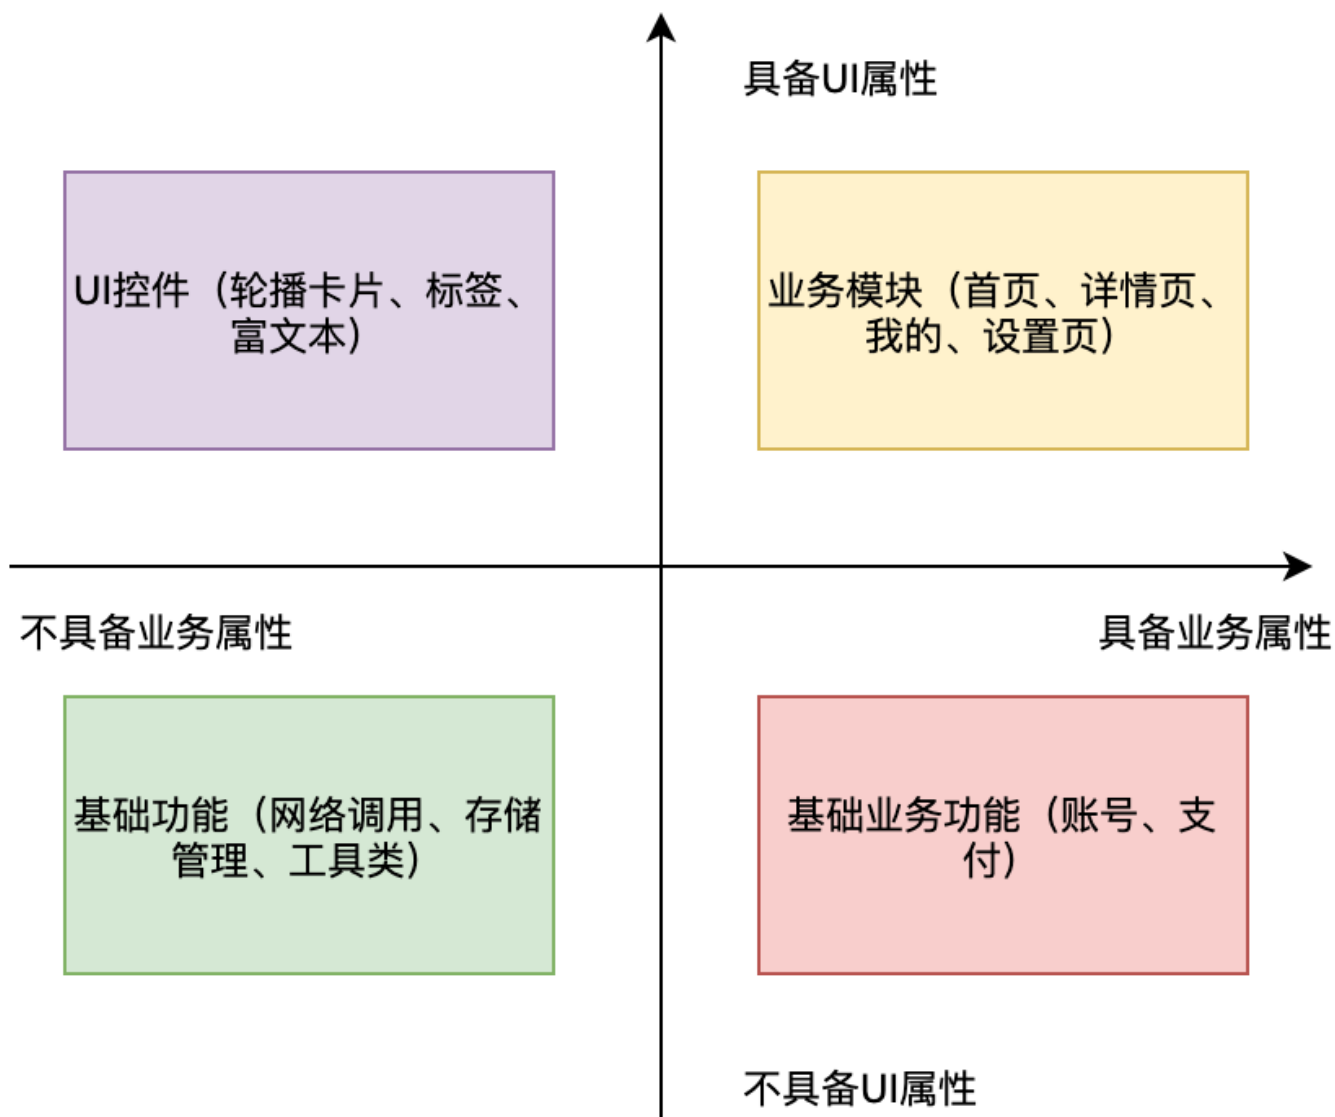 具备UI属性
UI控件（轮播卡片、标签、
富文本）
业务模块（首页、详情页、
我的、设置页）
不具备业务属性
具备业务属性
基础功能（网络调用、存储
管理、工具类）
基础业务功能（账号、支
付）
不具备UI属性